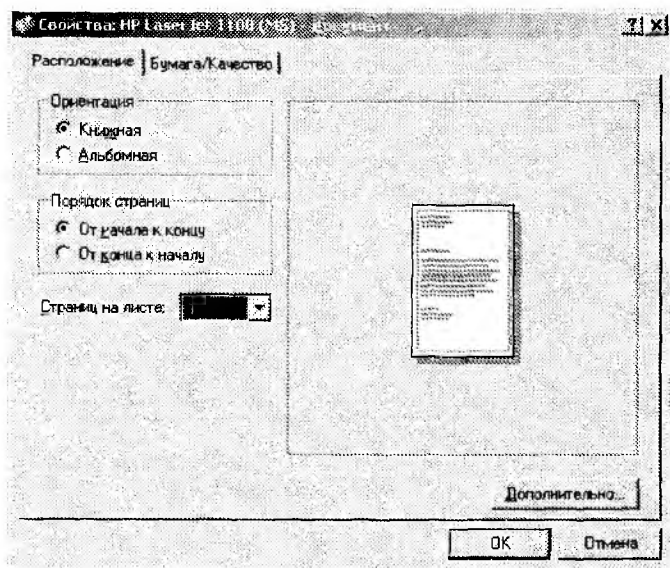 Свойства: HP LaserJet 1100 (MS)
Расположение Бумага/Качество
Ориентация
Книжная
Альбомная
Порядок страниц
От начала к концу
От конца к началу
Страниц на листе:
Дополнительно...
OK Отмена